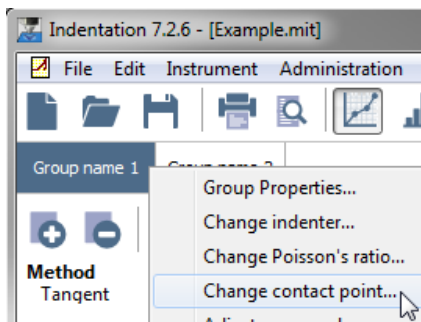 Indentation 7.2.6 - [Example.mit]
File Edit Instrument Administration
Group name 1
Group Properties...
Change indenter...
Change Poisson's ratio...
Method
Tangent
Change contact point...